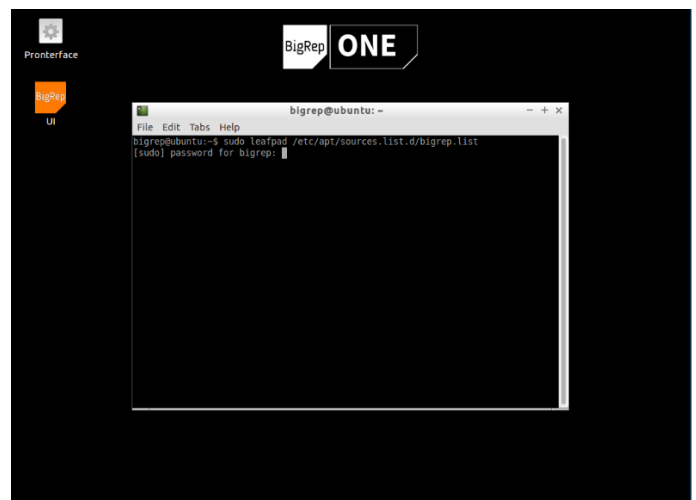 Pronterface
BigRep
UI
BigRep ONE
bigrep@ubuntu: ~
File Edit Tabs Help
bigrep@ubuntu:~$ sudo leafpad /etc/apt/sources.list.d/bigrep.list
[sudo] password for bigrep: